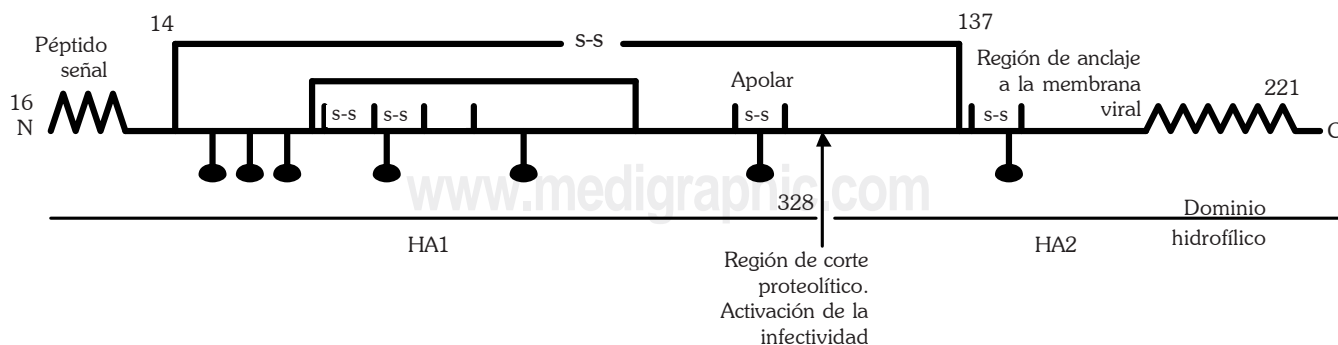 14
137
s-s
Péptido
señal
Región de anclaje
a la membrana
viral
Apolar
221
16
N
s-s
s-s
s-s
s-s
C
www.medigraphic.com
328
Dominio
hidrofílico
HA1
HA2
Región de corte
proteolítico.
Activación de la
infectividad